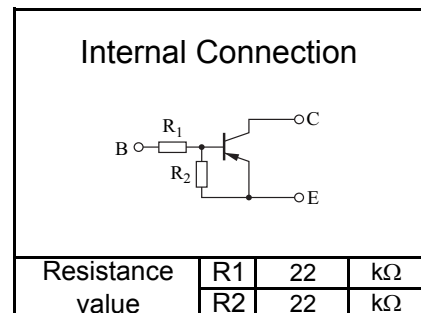 Internal Connection
C
R1
B
R2
E
Resistance value R1 22 kΩ
R2 22 kΩ